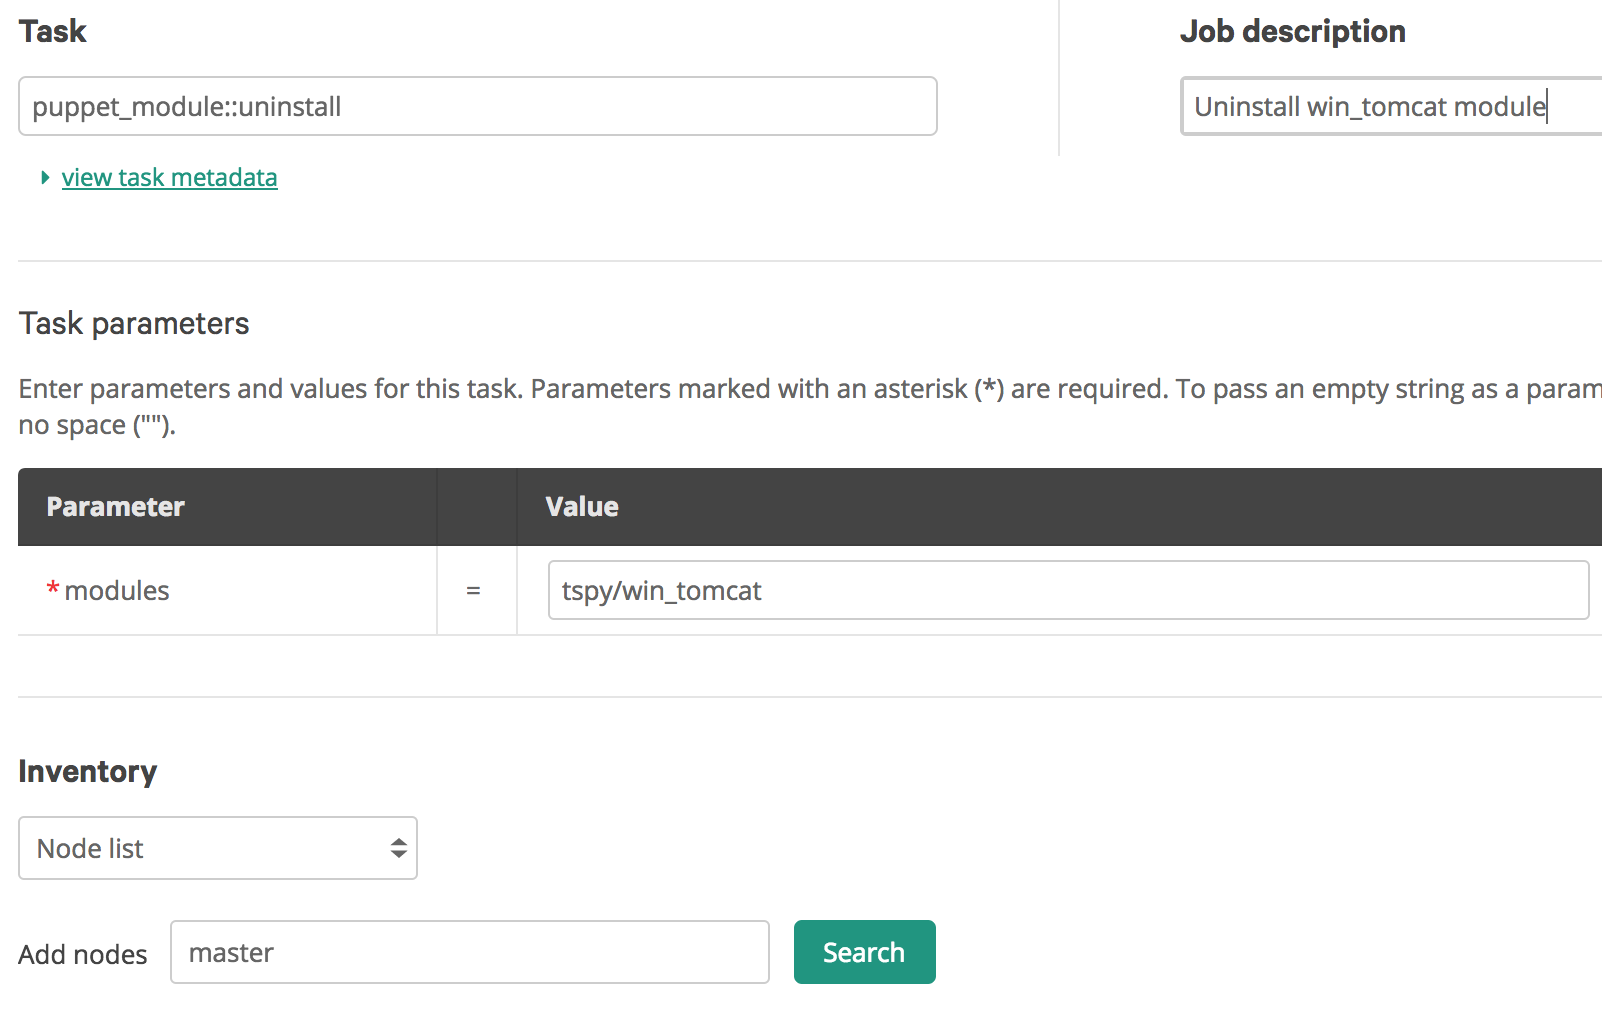 Task
Job description
puppet_module::uninstall
Uninstall win_tomcat module
view task metadata
Task parameters
Enter parameters and values for this task. Parameters marked with an asterisk (*) are required. To pass an empty string as a
no space ("").
Parameter
Value
* modules
=
tspy/win_tomcat
Inventory
Node list
Add nodes
master
Search